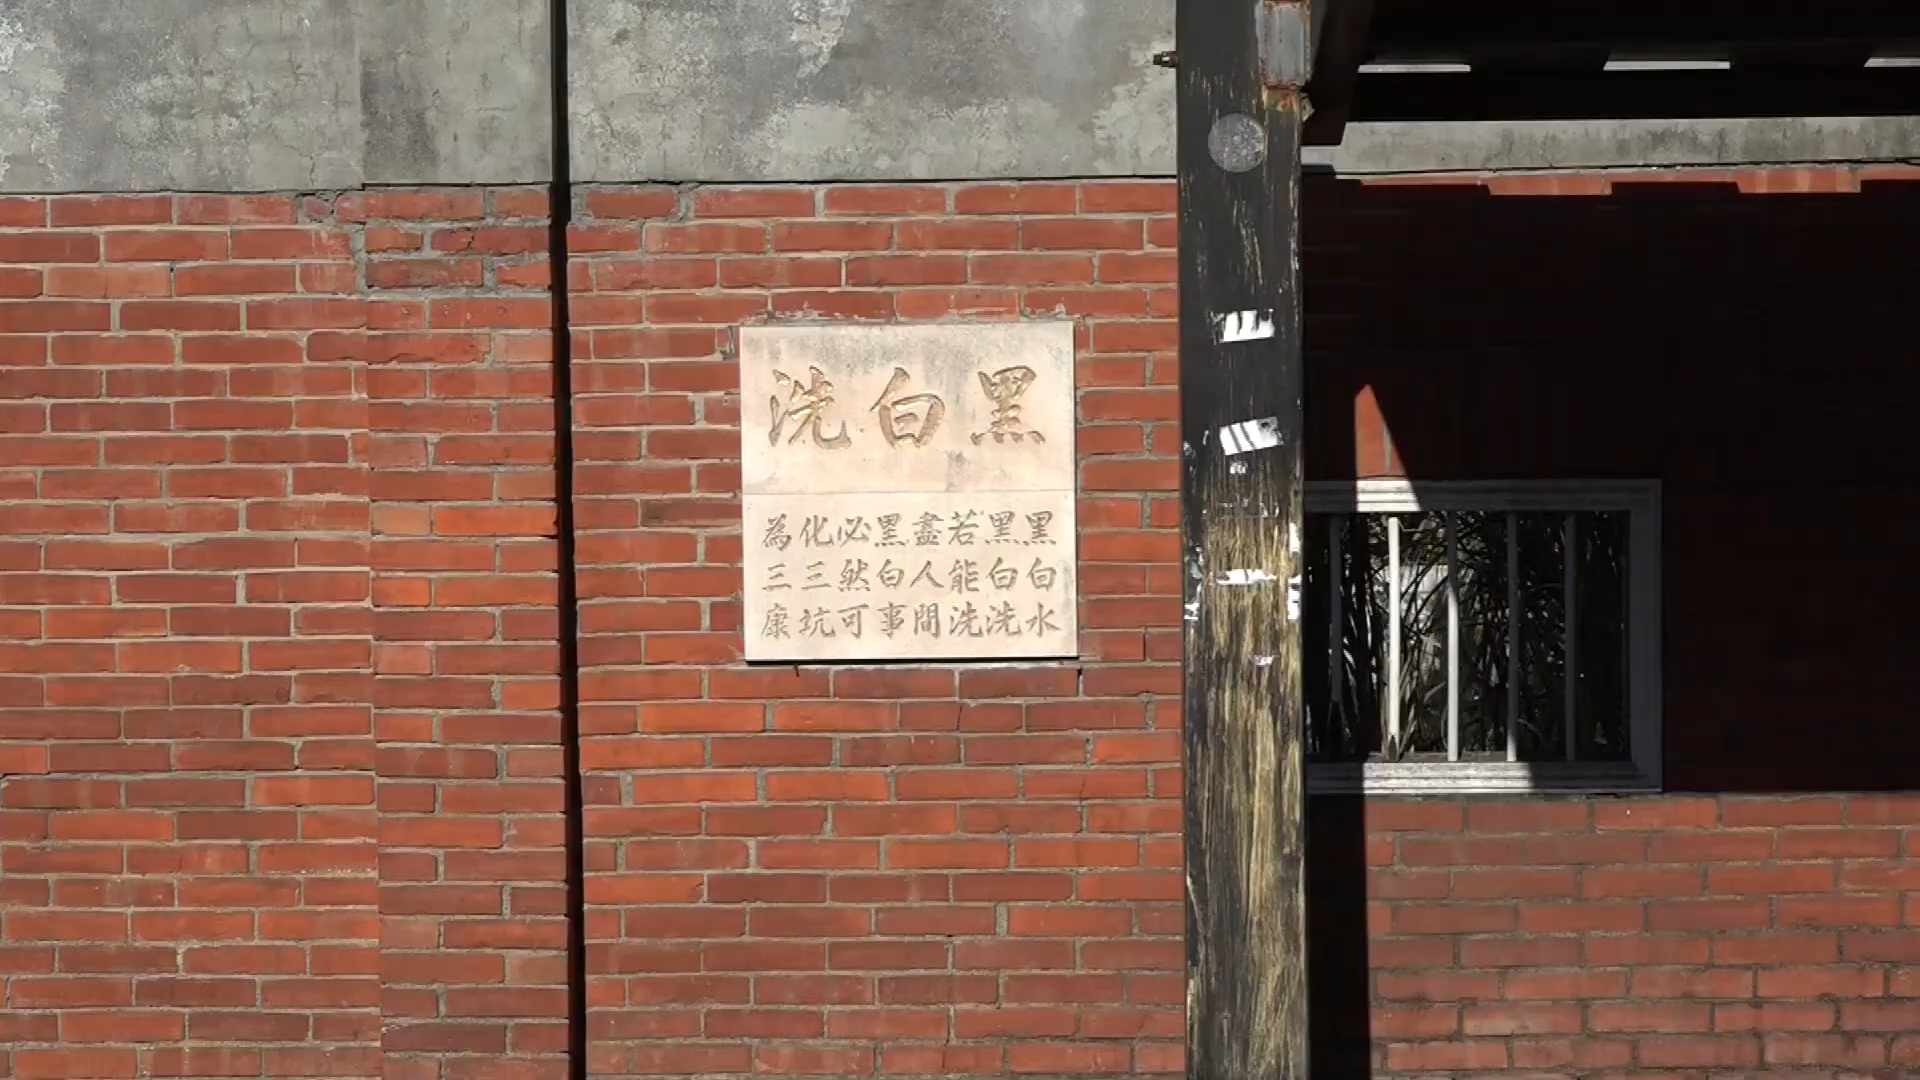 黑白洗
黑白水
黑白洗
若能洗
盡人間
黑白事
必然可
化三坑
為三康